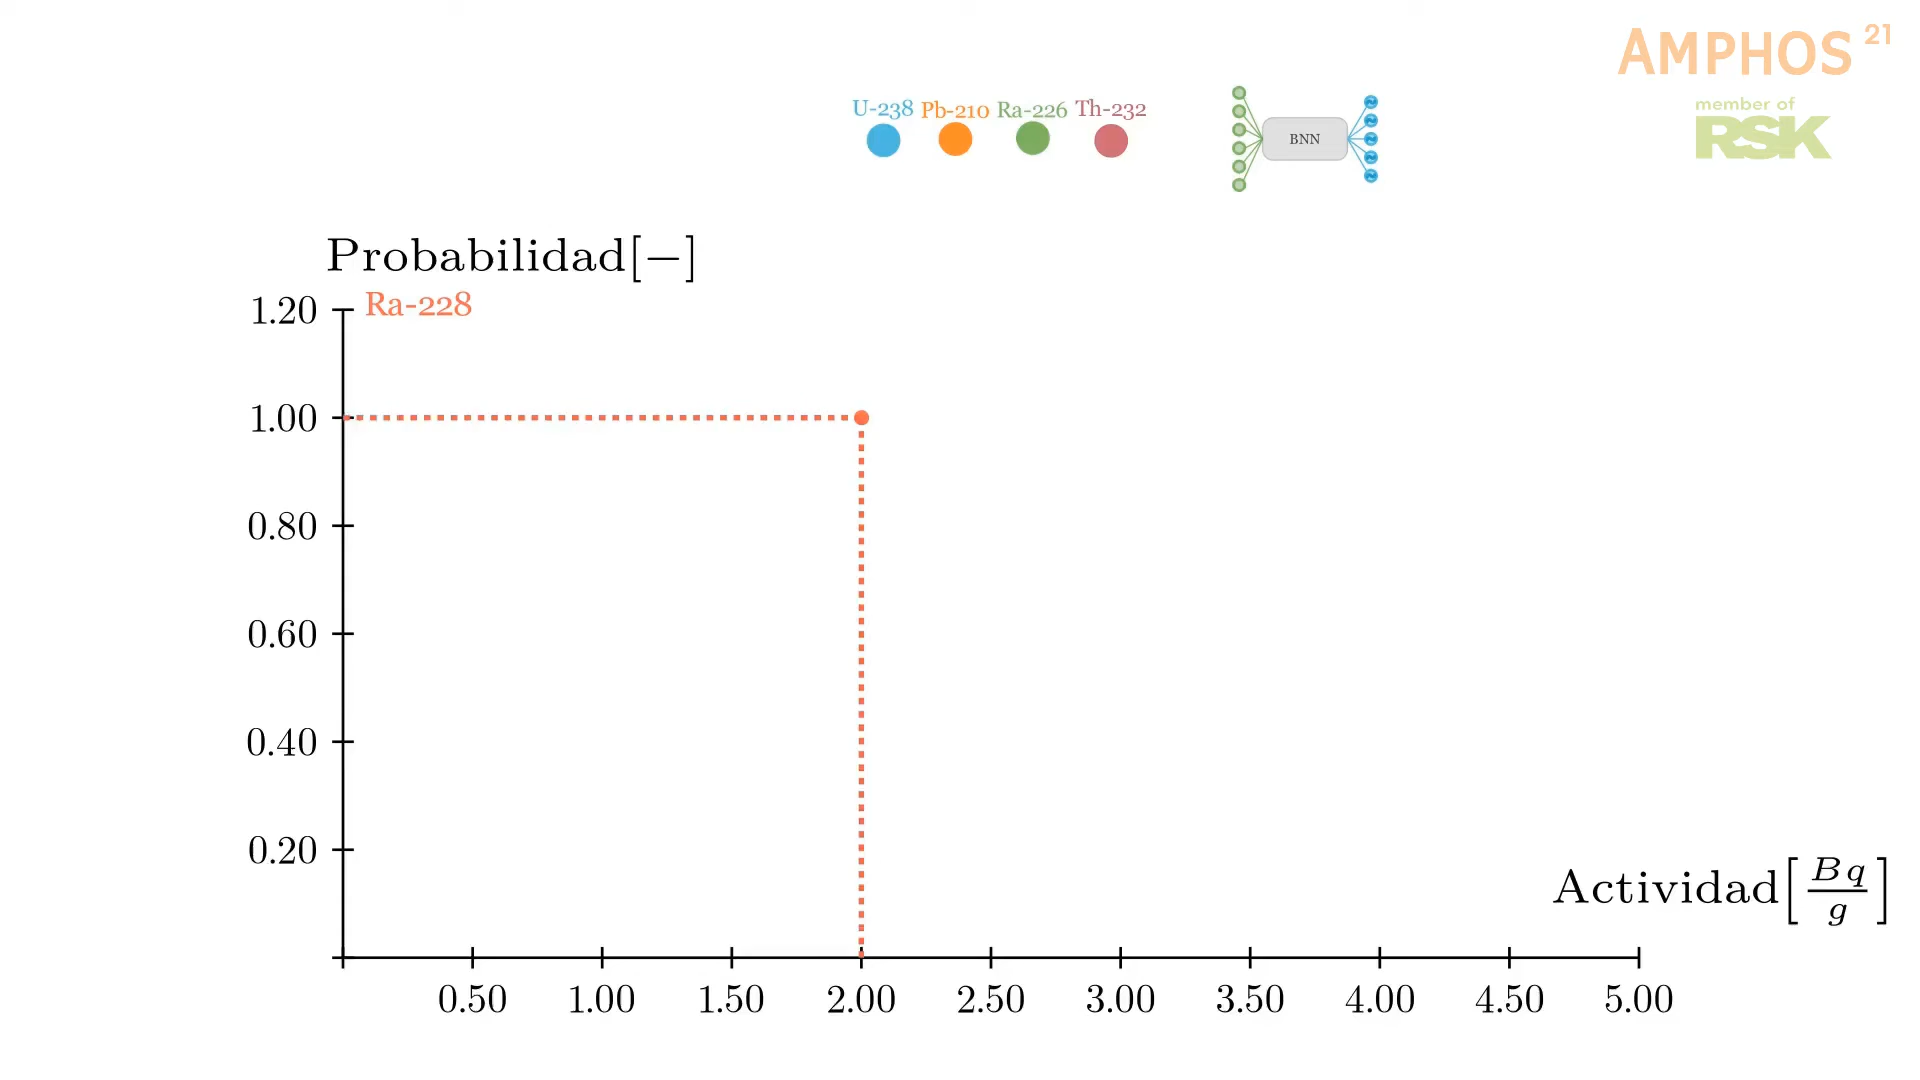 AMPHOS 21
member of
RSK
U-238 Pb-210 Ra-226 Th-232
BNN
Probabilidad[−]
Ra-228
1.20
1.00
0.80
0.60
0.40
0.20
Actividad[Bq/g]
0.50 1.00 1.50 2.00 2.50 3.00 3.50 4.00 4.50 5.00